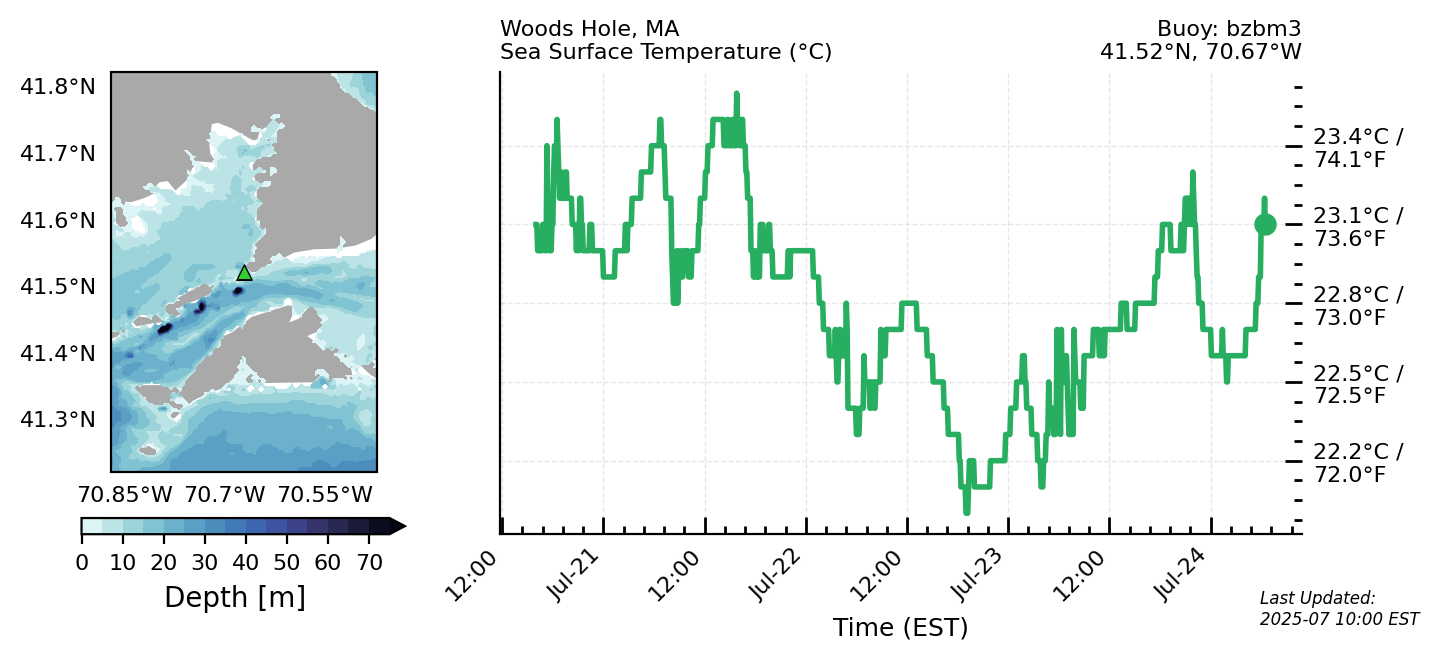 Woods Hole, MA
Sea Surface Temperature (°C)
Buoy: bzbm3
41.52°N, 70.67°W
41.8°N
41.7°N
41.6°N
41.5°N
41.4°N
41.3°N
70.85°W 70.7°W 70.55°W
0 10 20 30 40 50 60 70
Depth [m]
23.4°C /
74.1°F
23.1°C /
73.6°F
22.8°C /
73.0°F
22.5°C /
72.5°F
22.2°C /
72.0°F
12:00 Jul-21 12:00 Jul-22 12:00 Jul-23 12:00 Jul-24
Time (EST)
Last Updated:
2025-07 10:00 EST